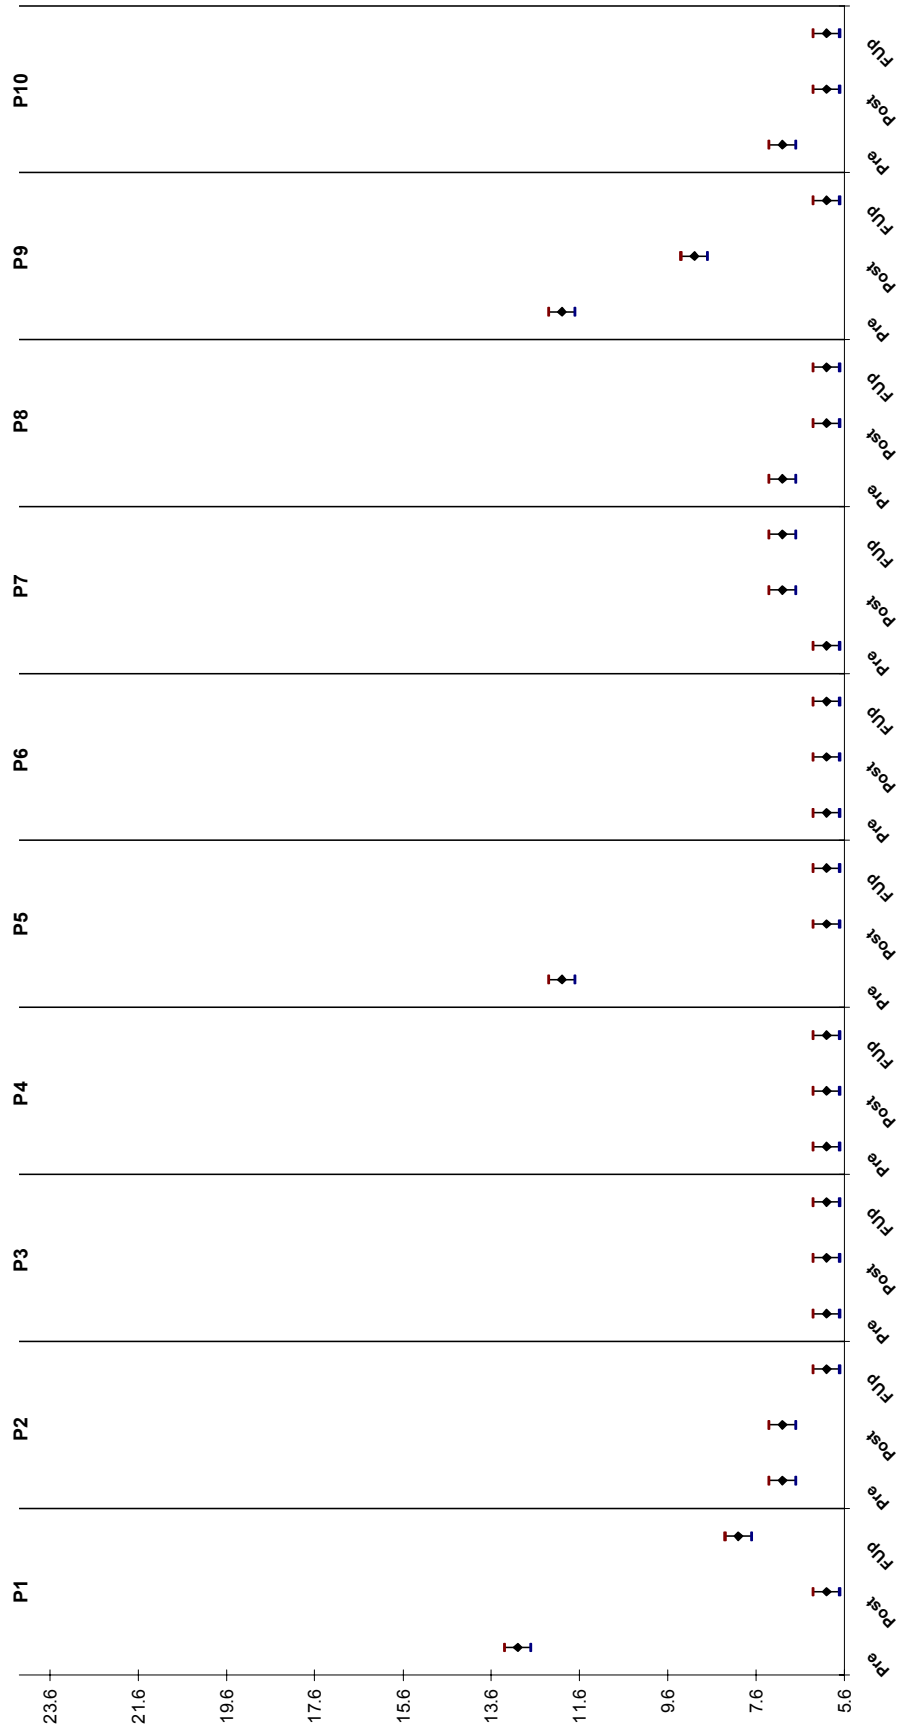 P1
P2
P3
P4
P5
P6
P7
P8
P9
P10
23.6
21.6
19.6
17.6
15.6
13.6
11.6
9.6
7.6
5.6
Pre Post FUp Pre Post FUp Pre Post FUp Pre Post FUp Pre Post FUp Pre Post FUp Pre Post FUp Pre Post FUp Pre Post FUp Pre Post FUp